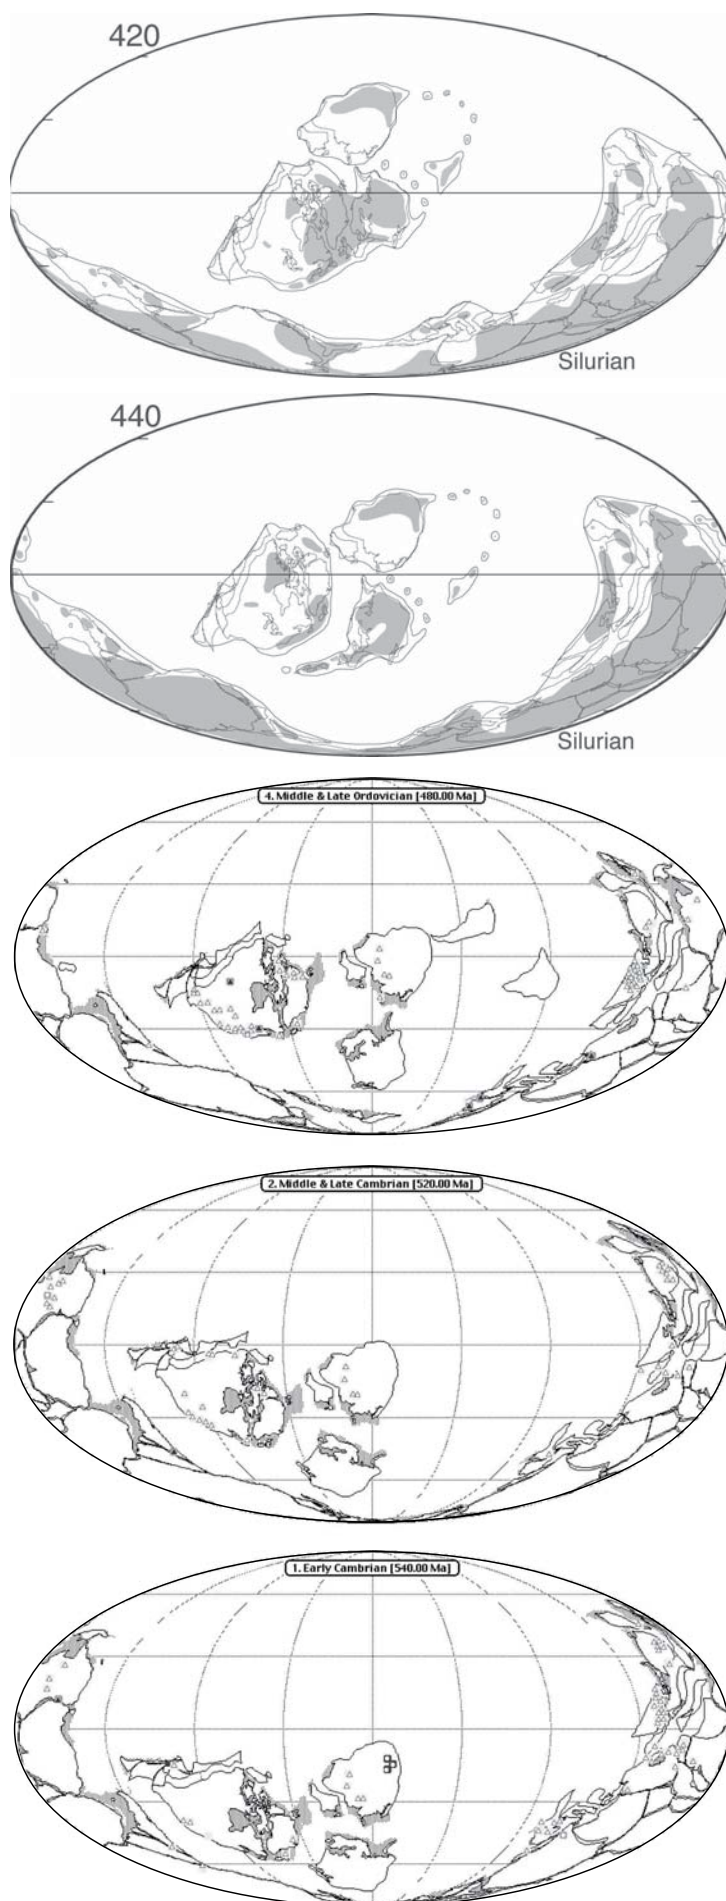 420
Silurian
440
Silurian
4. Middle & Late Ordovician [480.00 Ma]
2. Middle & Late Cambrian [520.00 Ma]
1. Early Cambrian [540.00 Ma]